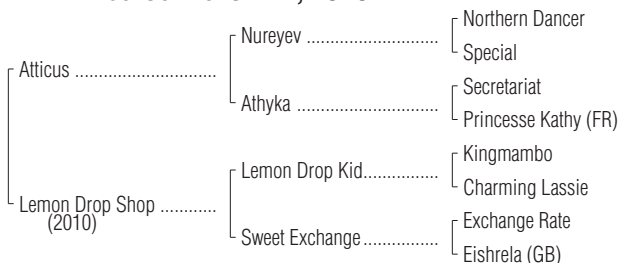 Northern Dancer
Nureyev ..................................
Special
Atticus ............................
Secretariat
Athyka .....................................
Princesse Kathy (FR)
Kingmambo
Lemon Drop Kid...................
Charming Lassie
Lemon Drop Shop ...........
(2010)
Exchange Rate
Sweet Exchange...................
Eishrela (GB)